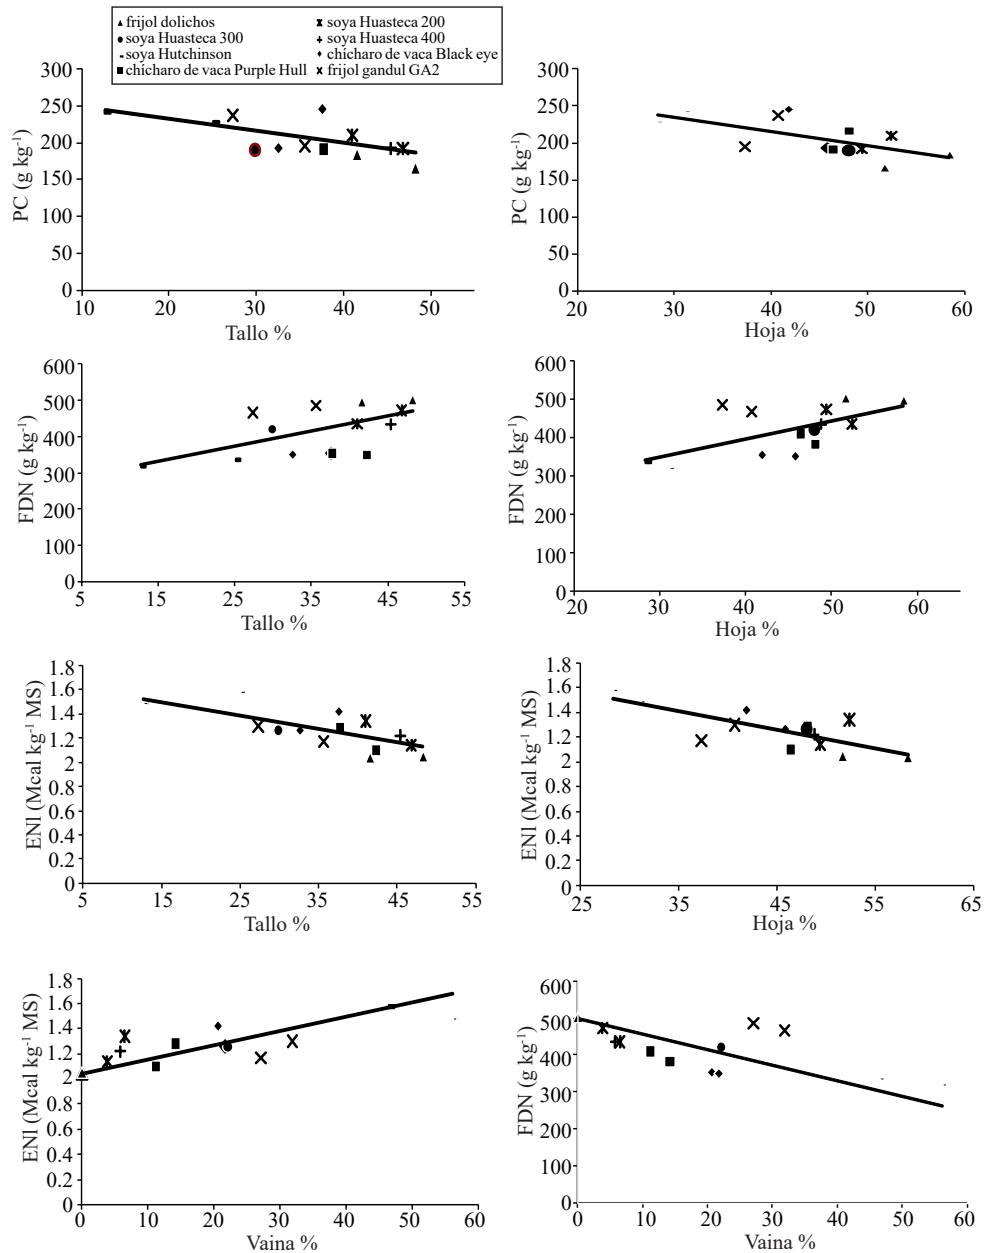 frijol dolichos
soya Huasteca 300
soya Hutchinson
chícharo de vaca Purple Hull
soya Huasteca 200
soya Huasteca 400
chícharo de vaca Black eye
frijol gandul GA2
PC (g kg-1)
300
250
200
150
100
50
0
10 20 30 40 50
Tallo %
PC (g kg-1)
300
250
200
150
100
50
0
20 30 40 50 60
Hoja %
FDN (g kg-1)
600
500
400
300
200
100
0
5 15 25 35 45 55
Tallo %
FDN (g kg-1)
600
500
400
300
200
100
0
20 30 40 50 60
Hoja %
ENl (Mcal kg-1 MS)
1.8
1.6
1.4
1.2
2
0.8
0.6
0.4
0.2
0
5 15 25 35 45 55
Tallo %
ENl (Mcal kg-1 MS)
1.8
1.6
1.4
1.2
2
0.8
0.6
0.4
0.2
0
25 35 45 55 65
Hoja %
ENl (Mcal kg-1 MS)
1.8
1.6
1.4
1.2
2
0.8
0.6
0.4
0.2
0
0 10 20 30 40 50 60
Vaina %
FDN (g kg-1)
600
500
400
300
400
100
0
0 10 20 30 40 50 60
Vaina %